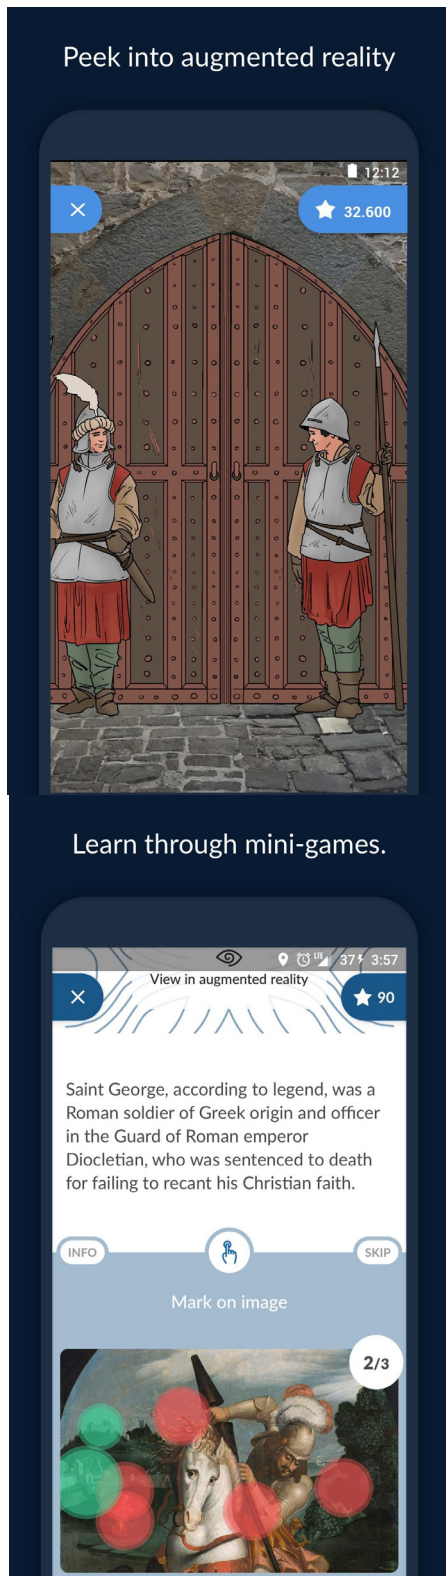 Peek into augmented reality
12:12
32.600
Learn through mini-games.
LTE 37 3:57
View in augmented reality
90
Saint George, according to legend, was a
Roman soldier of Greek origin and officer
in the Guard of Roman emperor
Diocletian, who was sentenced to death
for failing to recant his Christian faith.
INFO
SKIP
Mark on image
2/3